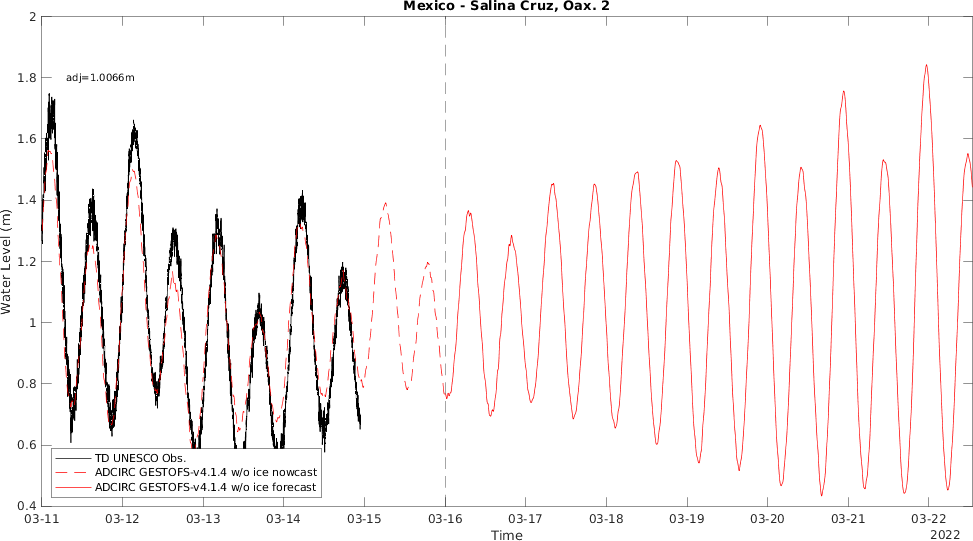 Mexico - Salina Cruz, Oax. 2
2
1.8
1.6
1.4
1.2
1
0.8
0.6
0.4
Water Level (m)
adj=1.0066m
TD UNESCO Obs.
ADCIRC GESTOFS-v4.1.4 w/o ice nowcast
ADCIRC GESTOFS-v4.1.4 w/o ice forecast
03-11 03-12 03-13 03-14 03-15 03-16 03-17 03-18 03-19 03-20 03-21 03-22
Time
2022